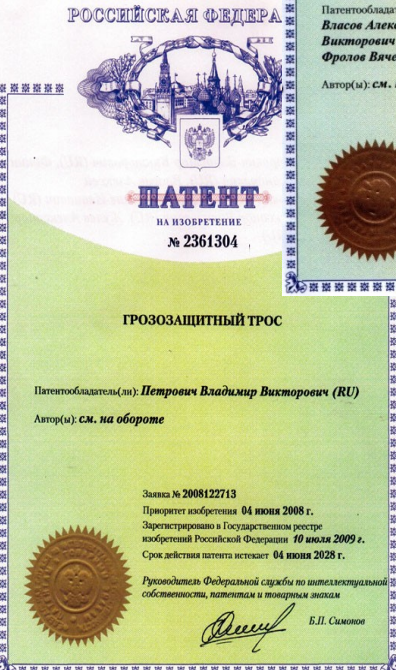 РОССИЙСКАЯ ФЕДЕРА
ПАТЕНТ
НА ИЗОБРЕТЕНИЕ
№ 2361304
ГРОЗОЗАЩИТНЫЙ ТРОС
Патентообладатель(ли): Петрович Владимир Викторович (RU)
Автор(ы): см. на обороте
Заявка № 2008122713
Приоритет изобретения 04 июня 2008 г.
Зарегистрировано в Государственном реестре
изобретений Российской Федерации 10 июля 2009 г.
Срок действия патента истекает 04 июня 2028 г.
Руководитель Федеральной службы по интеллектуальной
собственности, патентам и товарным знакам
Б.П. Симонов
Патентооблада
Власов Алек
Викторович
Фролов Вяче
Автор(ы): см.